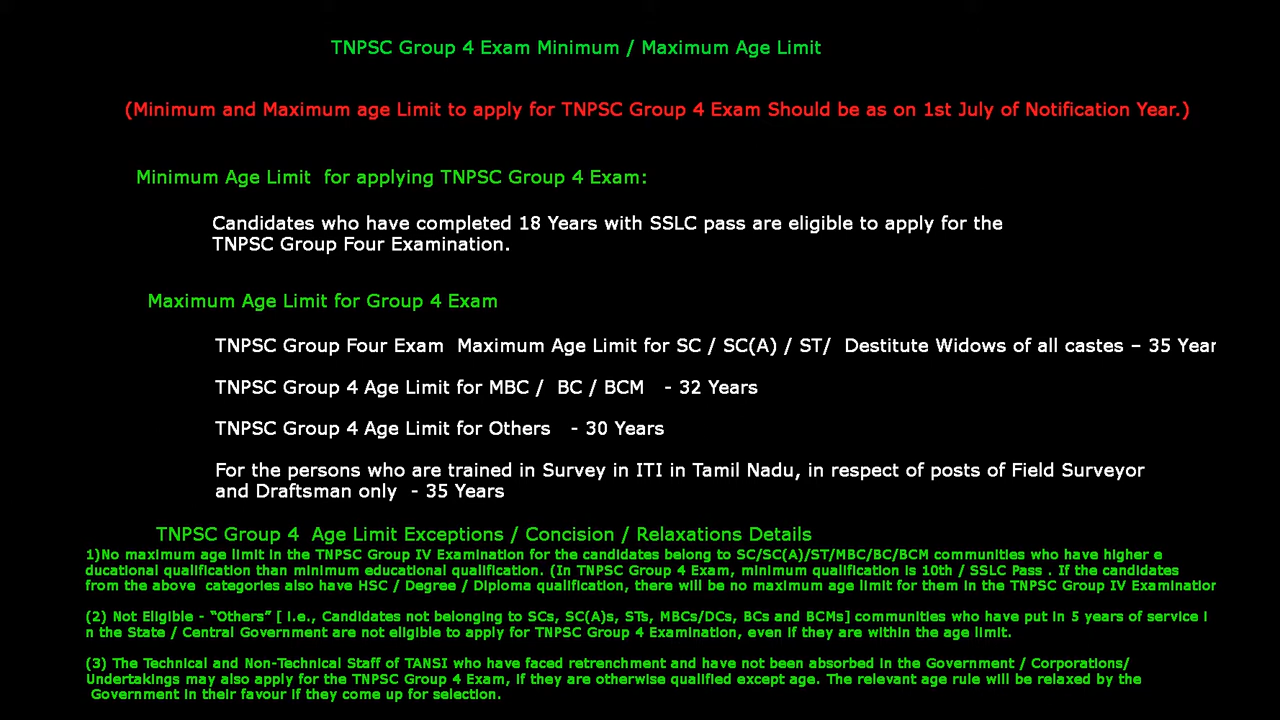 TNPSC Group 4 Exam Minimum / Maximum Age Limit
(Minimum and Maximum age Limit to apply for TNPSC Group 4 Exam Should be as on 1st July of Notification Year.)
Minimum Age Limit for applying TNPSC Group 4 Exam:
Candidates who have completed 18 Years with SSLC pass are eligible to apply for the
TNPSC Group Four Examination.
Maximum Age Limit for Group 4 Exam
TNPSC Group Four Exam Maximum Age Limit for SC / SC(A) / ST/ Destitute Widows of all castes – 35 Year
TNPSC Group 4 Age Limit for MBC / BC / BCM - 32 Years
TNPSC Group 4 Age Limit for Others - 30 Years
For the persons who are trained in Survey in ITI in Tamil Nadu, in respect of posts of Field Surveyor
and Draftsman only - 35 Years
TNPSC Group 4 Age Limit Exceptions / Concision / Relaxations Details
1)No maximum age limit in the TNPSC Group IV Examination for the candidates belong to SC/SC(A)/ST/MBC/BC/BCM communities who have higher e
ducational qualification than minimum educational qualification. (In TNPSC Group 4 Exam, minimum qualification is 10th / SSLC Pass . If the candidates
from the above categories also have HSC / Degree / Diploma qualification, there will be no maximum age limit for them in the TNPSC Group IV Examination
(2) Not Eligible - “Others” [ i.e., Candidates not belonging to SCs, SC(A)s, STs, MBCs/DCs, BCs and BCMs] communities who have put in 5 years of service i
n the State / Central Government are not eligible to apply for TNPSC Group 4 Examination, even if they are within the age limit.
(3) The Technical and Non-Technical Staff of TANSI who have faced retrenchment and have not been absorbed in the Government / Corporations/
Undertakings may also apply for the TNPSC Group 4 Exam, if they are otherwise qualified except age. The relevant age rule will be relaxed by the
Government in their favour if they come up for selection.